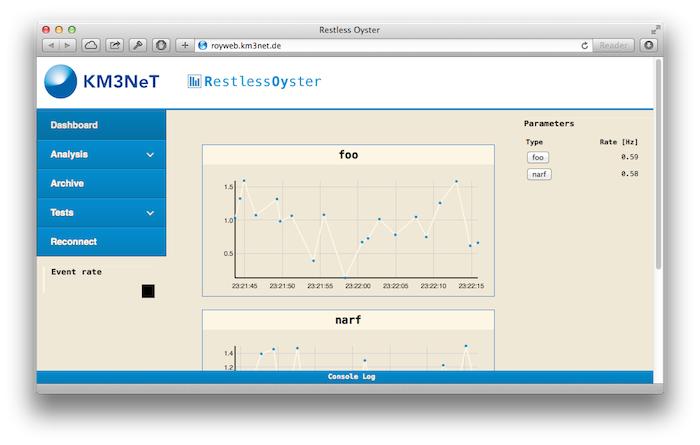 Restless Oyster
royweb.km3net.de
Reader
KM3NeT
RestlessOyster
Dashboard
Analysis
Archive
Tests
Reconnect
Event rate
foo
1.5
1.0
0.5
23:21:45 23:21:50 23:21:55 23:22:00 23:22:05 23:22:10 23:22:15
narf
1.4
1.2
Parameters
Type Rate [Hz]
foo 0.59
narf 0.58
Console Log